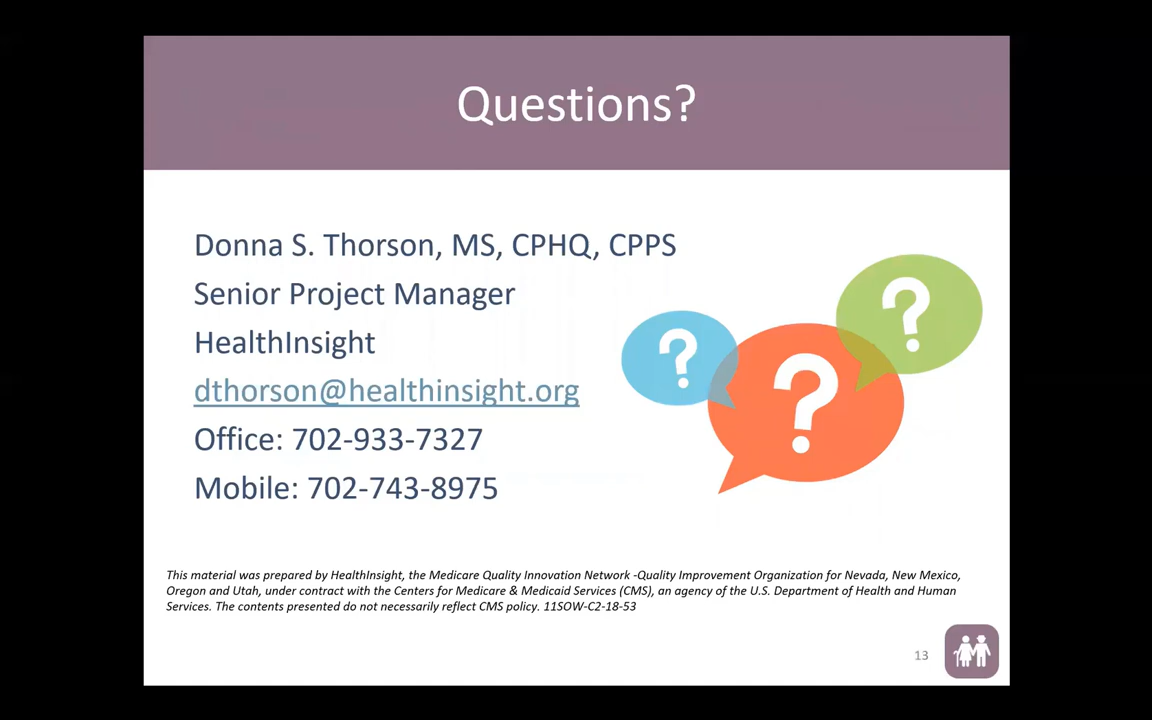 Questions?
Donna S. Thorson, MS, CPHQ, CPPS
Senior Project Manager
HealthInsight
dthorson@healthinsight.org
Office: 702-933-7327
Mobile: 702-743-8975
? ? ?
This material was prepared by HealthInsight, the Medicare Quality Innovation Network -Quality Improvement Organization for Nevada, New Mexico,
Oregon and Utah, under contract with the Centers for Medicare & Medicaid Services (CMS), an agency of the U.S. Department of Health and Human
Services. The contents presented do not necessarily reflect CMS policy. 11SOW-C2-18-53
13